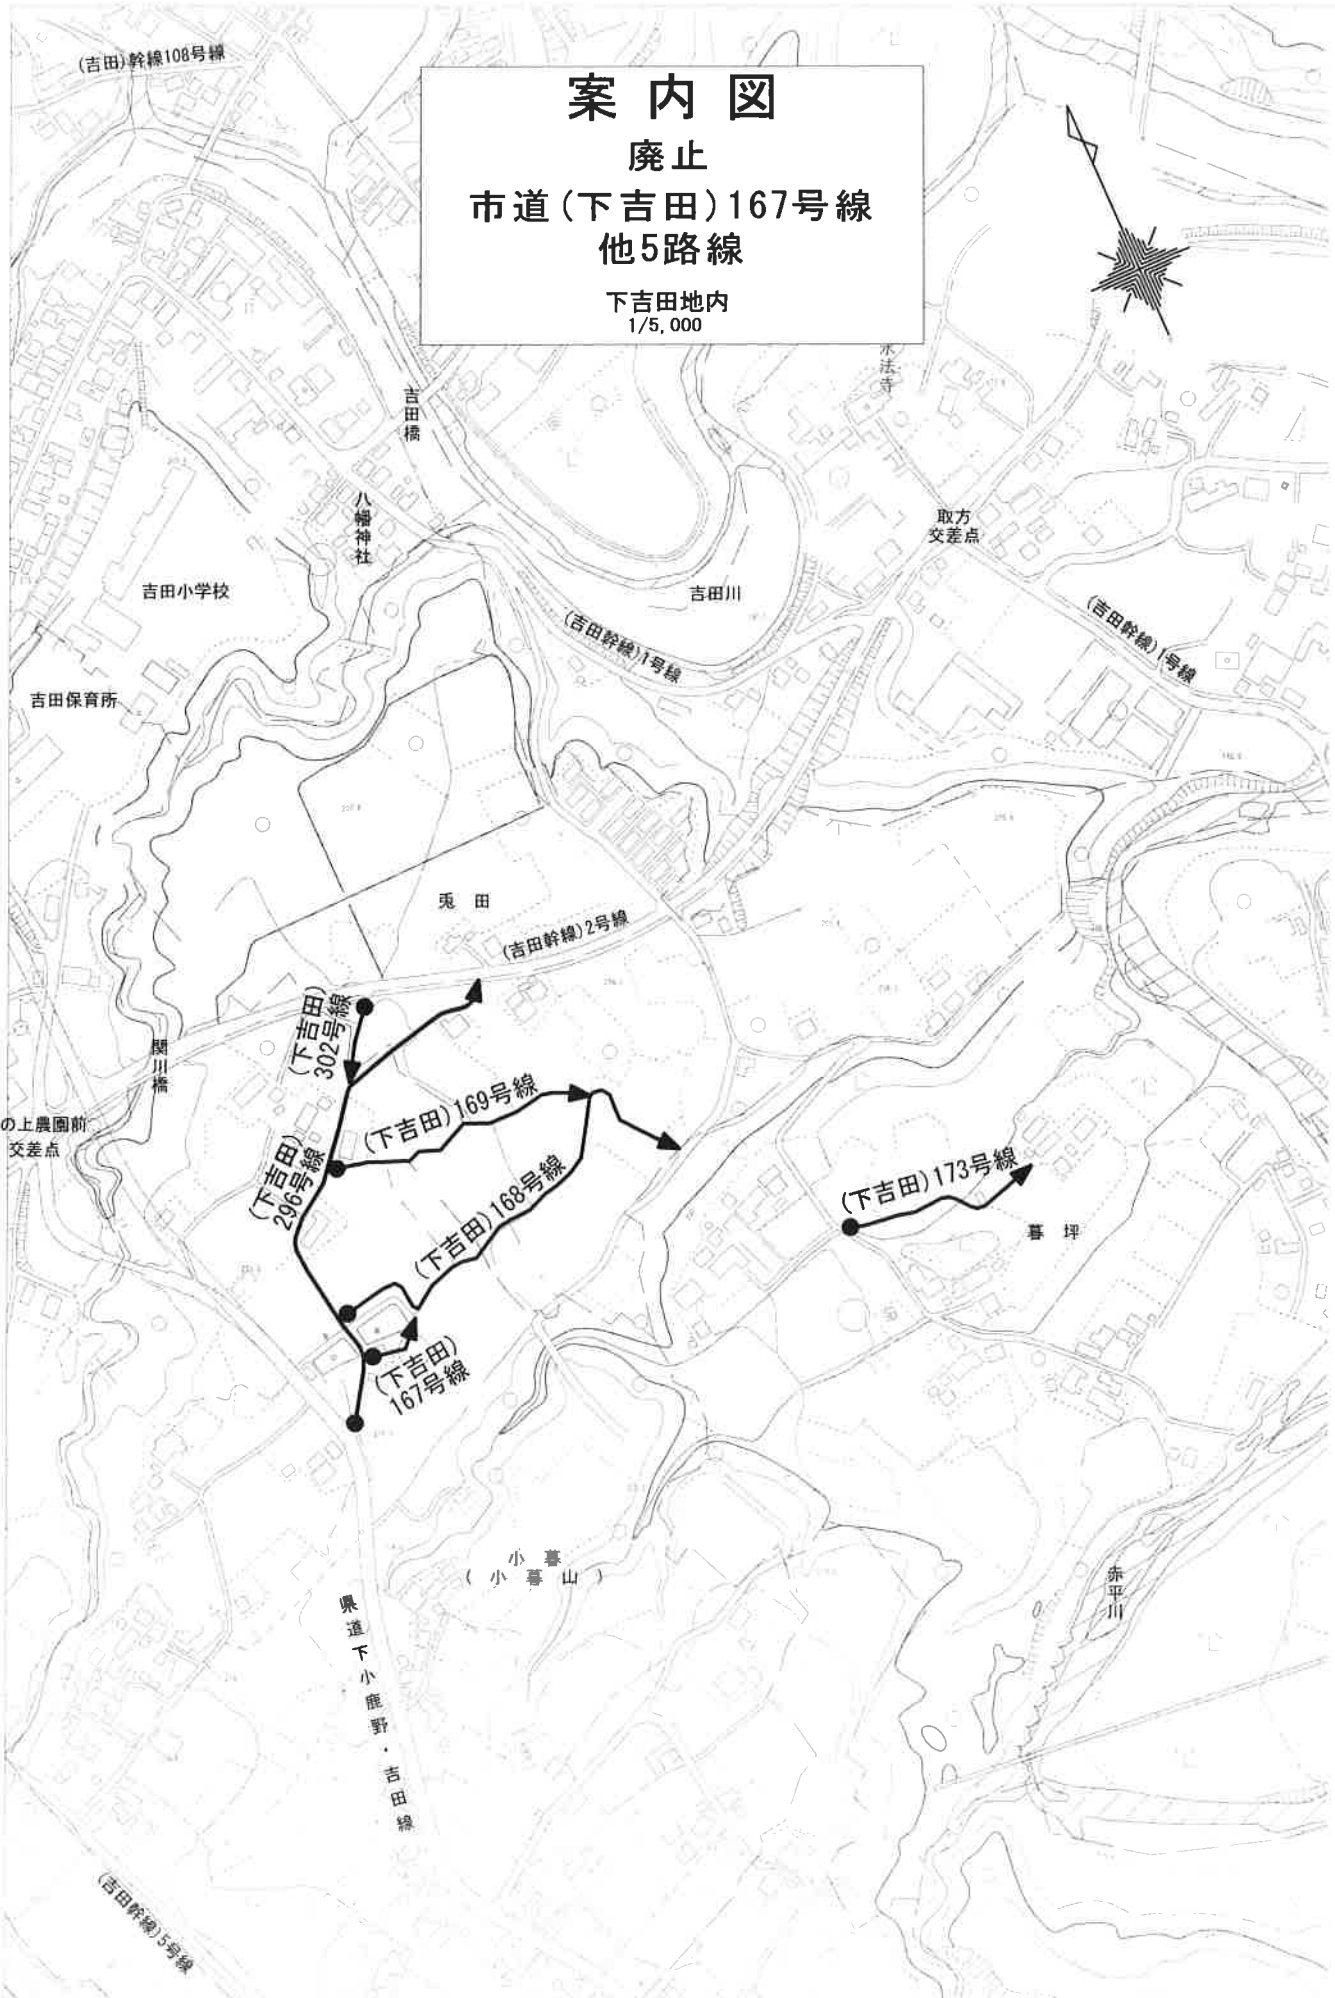 (吉田)幹線108号線
案内図
廃止
市道(下吉田)167号線
他5路線
下吉田地内
1/5,000
永法寺
吉田橋
八幡神社
取方
交差点
吉田小学校
吉田川
(吉田幹線)1号線
(吉田幹線)1号線
吉田保育所
兎田
(吉田幹線)2号線
(下吉田)
302号線
関川橋
の上農園前
交差点
(下吉田)169号線
(下吉田)
296号線
(下吉田)168号線
(下吉田)173号線
暮坪
(下吉田)
167号線
小暮
(小暮山)
赤平川
県道下小鹿野・吉田線
(吉田幹線)5号線